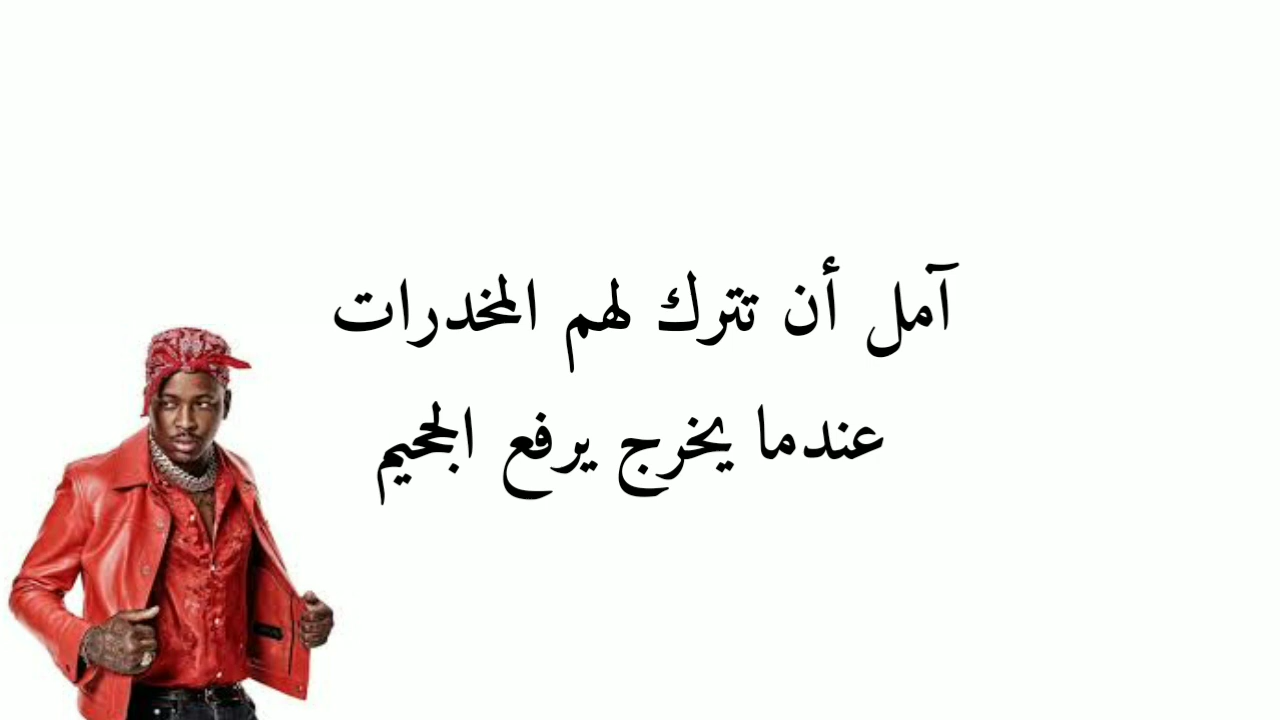 آمل أن تترك لهم المخدرات
عندما يخرج يرفع الجحيم